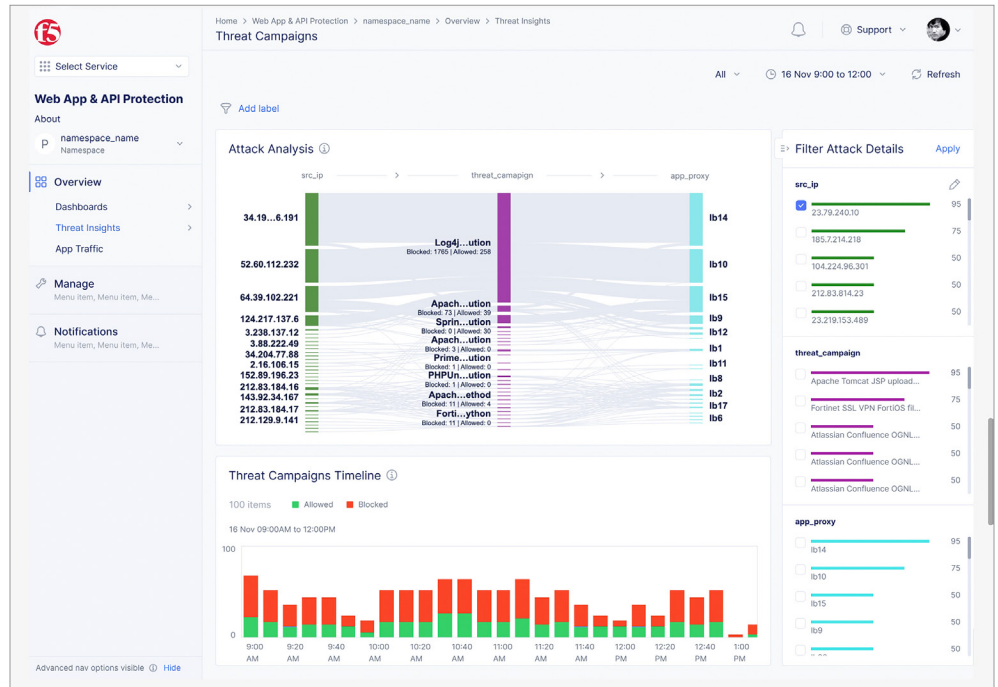 f5
Home > Web App & API Protection > namespace_name > Overview > Threat Insights
Threat Campaigns
Support
Select Service
Web App & API Protection
About
P
namespace_name
Namespace
Overview
Dashboards
Threat Insights
App Traffic
Manage
Menu item, Menu item, Me...
Notifications
Menu item, Menu item, Me...
Advanced nav options visible
Hide
All
16 Nov 9:00 to 12:00
Refresh
Add label
Attack Analysis
src_ip > threat_camapign > app_proxy
34.19...6.191
52.60.112.232
64.39.102.221
124.217.137.6
3.238.137.12
3.88.222.49
34.204.77.88
2.16.106.15
152.89.196.23
212.83.184.16
143.92.34.167
212.83.184.17
212.129.9.141
Log4j...ution
Blocked: 1765 | Allowed: 258
Apach...ution
Blocked: 73 | Allowed: 39
Sprin...ution
Blocked: 0 | Allowed: 30
Apach...ution
Blocked: 3 | Allowed: 0
Prime...ution
Blocked: 1 | Allowed: 0
PHPUn...ution
Blocked: 1 | Allowed: 0
Apach...ethod
Blocked: 11 | Allowed: 4
Forti...ython
Blocked: 11 | Allowed: 0
lb14
lb10
lb15
lb9
lb12
lb1
lb11
lb8
lb2
lb17
lb6
Threat Campaigns Timeline
100 items
Allowed
Blocked
16 Nov 09:00AM to 12:00PM
100
0
9:00 AM
9:20 AM
9:40 AM
10:00 AM
10:20 AM
10:40 AM
11:00 AM
11:20 AM
11:40 AM
12:00 PM
12:20 PM
12:40 PM
1:00 PM
Filter Attack Details
Apply
src_ip
95
23.79.240.10
75
185.7.214.218
50
104.224.96.301
50
212.83.814.23
50
23.219.153.489
threat_campaign
95
Apache Tomcat JSP upload...
75
Fortinet SSL VPN FortiOS fil...
50
Atlassian Confluence OGNL...
50
Atlassian Confluence OGNL...
50
Atlassian Confluence OGNL...
app_proxy
95
lb14
75
lb10
50
lb15
50
lb9
50